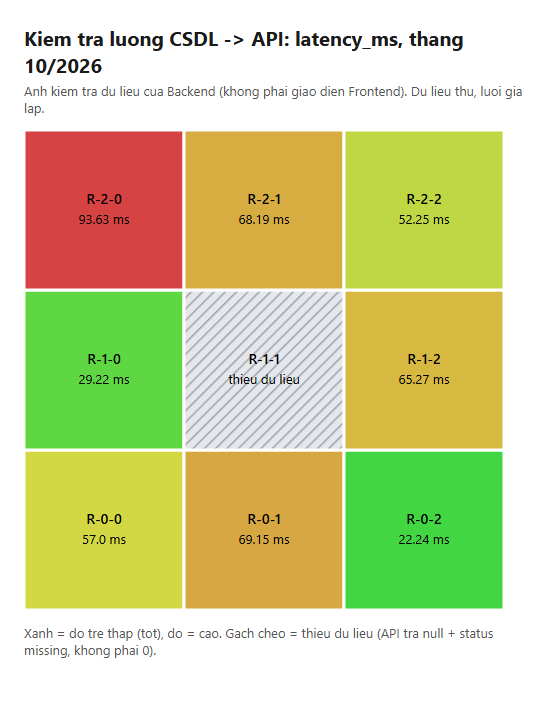 Kiem tra luong CSDL -> API: latency_ms, thang
10/2026
Anh kiem tra du lieu cua Backend (khong phai giao dien Frontend). Du lieu thu, luoi gia
lap.
R-2-0
93.63 ms
R-2-1
68.19 ms
R-2-2
52.25 ms
R-1-0
29.22 ms
R-1-1
thieu du lieu
R-1-2
65.27 ms
R-0-0
57.0 ms
R-0-1
69.15 ms
R-0-2
22.24 ms
Xanh = do tre thap (tot), do = cao. Gach cheo = thieu du lieu (API tra null + status
missing, khong phai 0).